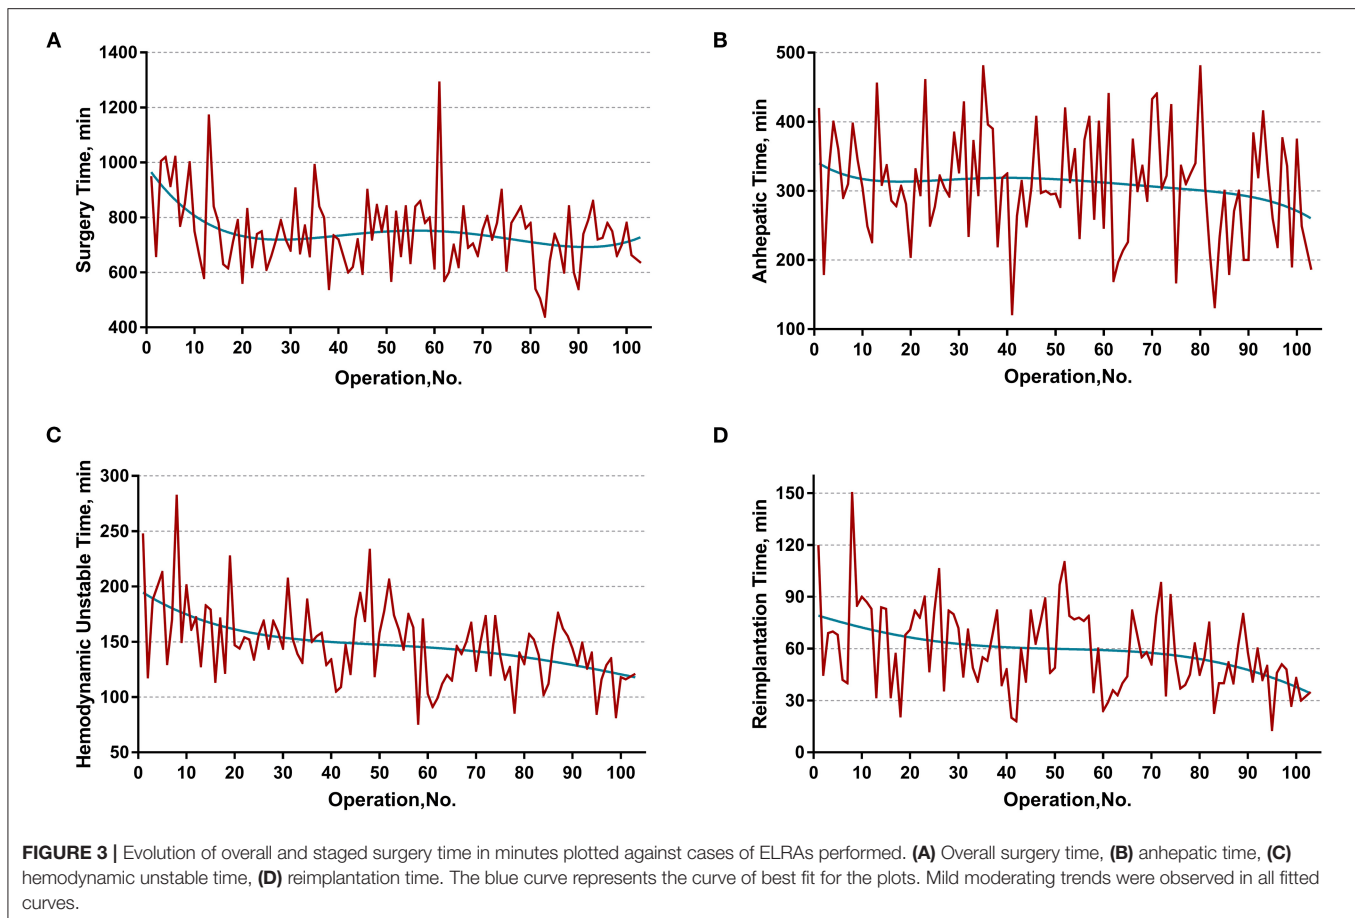 A
B
1400
1200
1000
800
600
400
Surgery Time, min
0 10 20 30 40 50 60 70 80 90 100
Operation,No.
500
400
300
200
100
Anhepatic Time, min
0 10 20 30 40 50 60 70 80 90 100
Operation,No.
C
D
300
250
200
150
100
50
Hemodynamic Unstable Time, min
0 10 20 30 40 50 60 70 80 90 100
Operation,No.
150
120
90
60
30
0
Reimplantation Time, min
0 10 20 30 40 50 60 70 80 90 100
Operation,No.
FIGURE 3 | Evolution of overall and staged surgery time in minutes plotted against cases of ELRAs performed. (A) Overall surgery time, (B) anhepatic time, (C)
hemodynamic unstable time, (D) reimplantation time. The blue curve represents the curve of best fit for the plots. Mild moderating trends were observed in all fitted
curves.